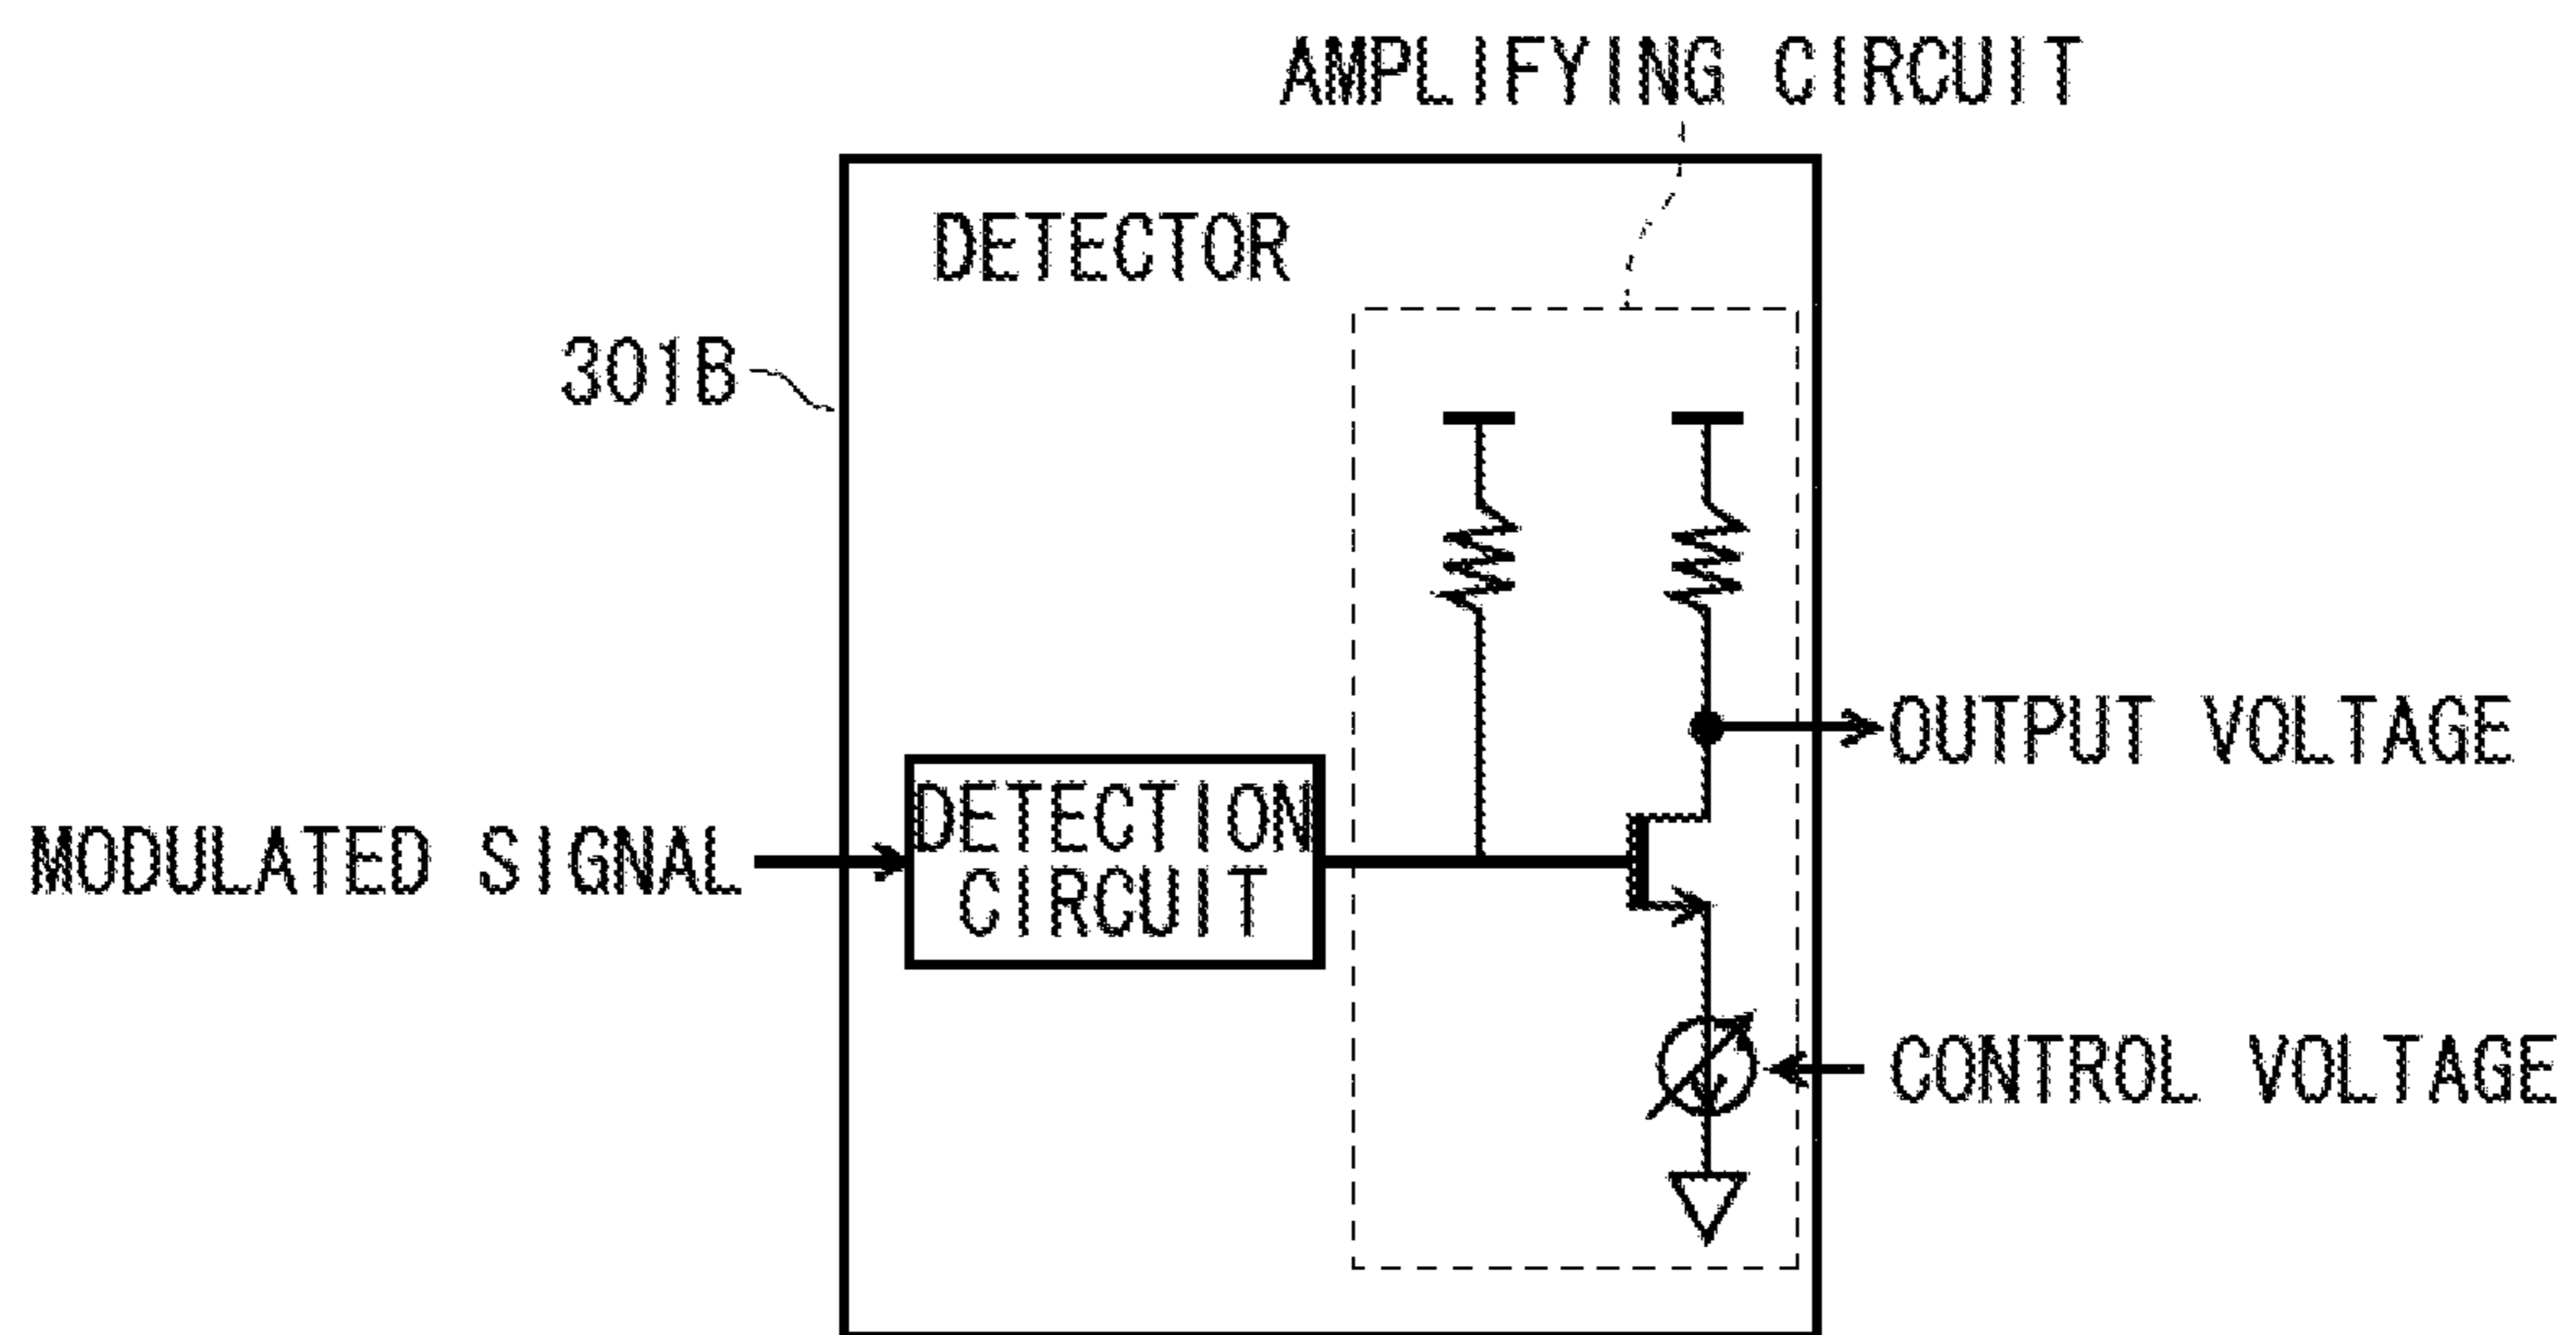 AMPLIFYING CIRCUIT
DETECTOR
301B
OUTPUT VOLTAGE
MODULATED SIGNAL
DETECTION
CIRCUIT
CONTROL VOLTAGE